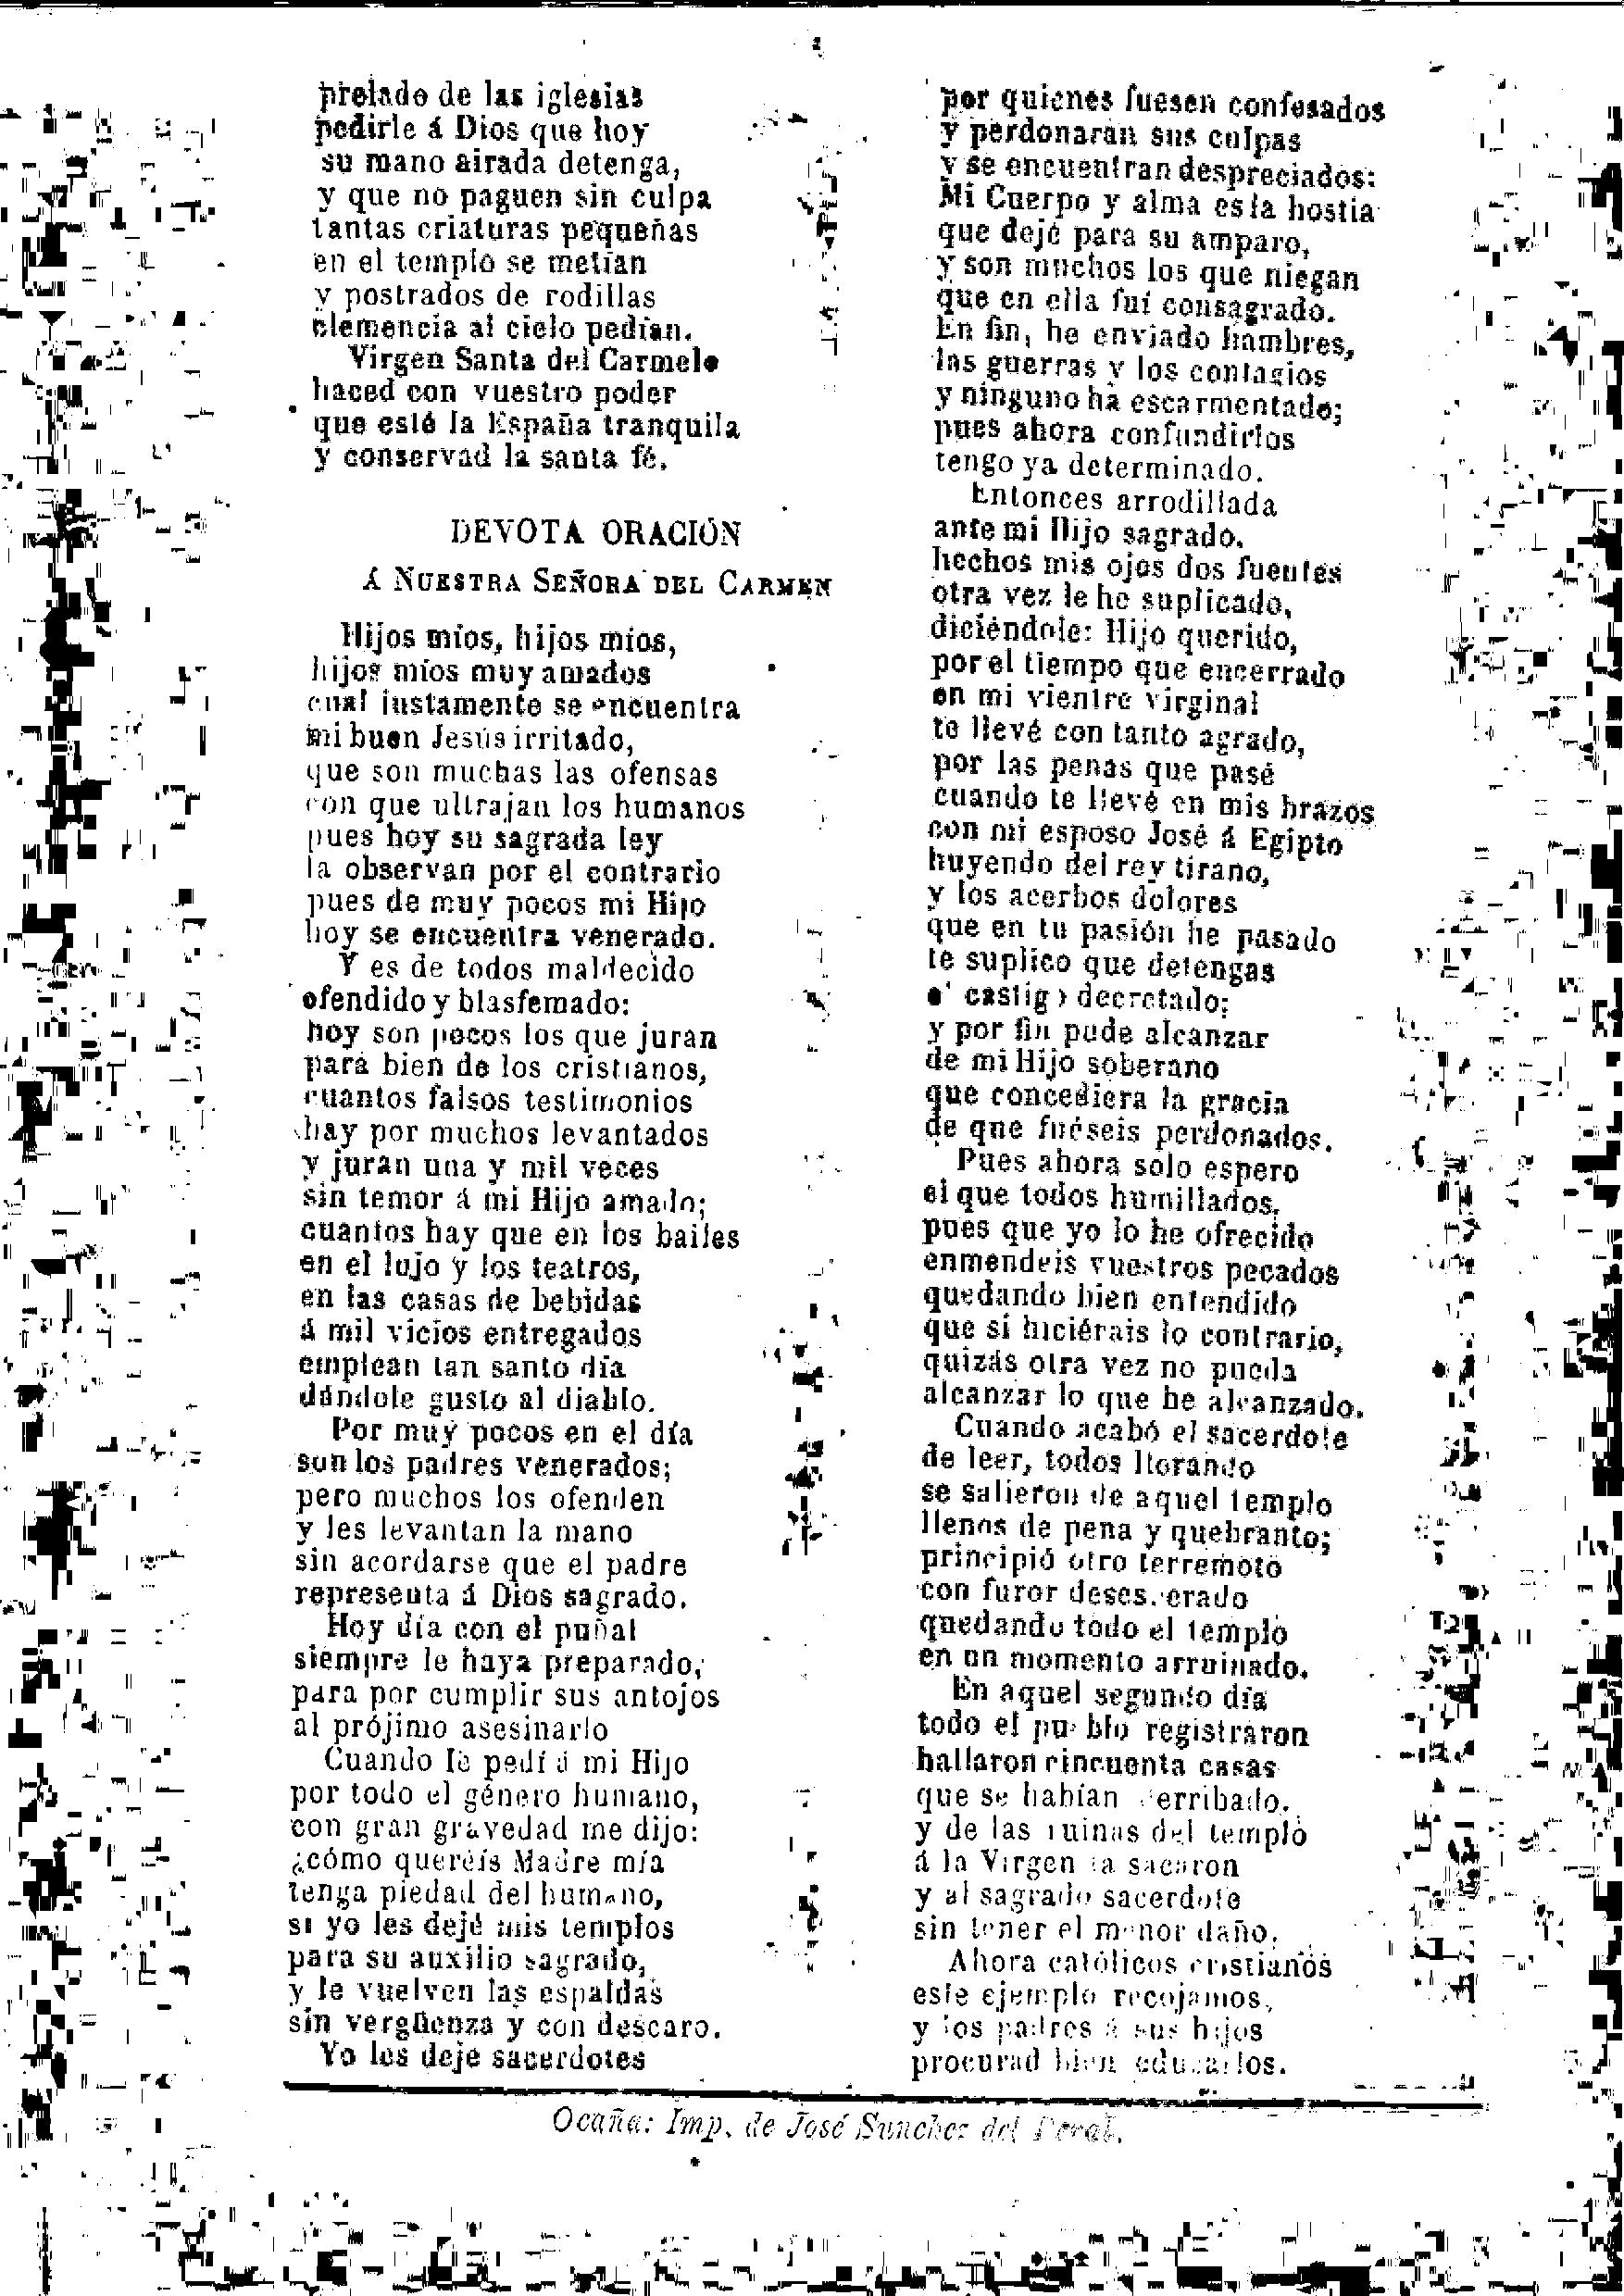 prelado de las iglesias
pedirle á Dios que hoy
su mano airada detenga,
y que no paguen sin culpa
tantas criaturas pequeñas
en el templo se metían
y postrados de rodillas
clemencia al cielo pedían.
Virgen Santa del Carmelo
haced con vuestro poder
que esté la España tranquila
y conservad la santa fé.
DEVOTA ORACIÓN
Á NUESTRA SEÑORA DEL CARMEN
Hijos míos, hijos míos,
hijos míos muy amados
cual justamente se encuentra
mi buen Jesús irritado,
que son muchas las ofensas
con que ultrajan los humanos
pues hoy su sagrada ley
la observan por el contrario
pues de muy pocos mi Hijo
hoy se encuentra venerado.
Y es de todos maldecido
ofendido y blasfemado:
hoy son pocos los que juran
para bien de los cristianos,
cuantos falsos testimonios
hay por muchos levantados
y juran una y mil veces
sin temor á mi Hijo amado;
cuantos hay que en los bailes
en el lujo y los teatros,
en las casas de bebidas
á mil vicios entregados
emplean tan santo día
dándole gusto al diablo.
Por muy pocos en el día
son los padres venerados;
pero muchos los ofenden
y les levantan la mano
sin acordarse que el padre
representa á Dios sagrado.
Hoy día con el puñal
siempre le haya preparado,
para por cumplir sus antojos
al prójimo asesinarlo
Cuando le pedí á mi Hijo
por todo el género humano,
con gran gravedad me dijo:
¿cómo queréis Madre mía
tenga piedad del humano,
si yo les dejé mis templos
para su auxilio sagrado,
y le vuelven las espaldas
sin vergüenza y con descaro.
Yo les deje sacerdotes
por quienes fuesen confesados
y perdonaran sus culpas
y se encuentran despreciados:
Mi Cuerpo y alma es la hostia
que dejé para su amparo,
y son muchos los que niegan
que en ella fuí consagrado.
En fin, he enviado hambres,
las guerras y los contagios
y ninguno ha escarmentado;
pues ahora confundirlos
tengo ya determinado.
Entonces arrodillada
ante mi Hijo sagrado,
hechos mis ojos dos fuentes
otra vez le he suplicado,
diciéndole: Hijo querido,
por el tiempo que encerrado
en mi vientre virginal
te llevé con tanto agrado,
por las penas que pasé
cuando te llevé en mis brazos
con mi esposo José á Egipto
huyendo del rey tirano,
y los acerbos dolores
que en tu pasión he pasado
te suplico que detengas
el castigo decretado;
y por fin pude alcanzar
de mi Hijo soberano
que concediera la gracia
de que fuéseis perdonados.
Pues ahora solo espero
el que todos humillados,
pues que yo lo he ofrecido
enmendeis vuestros pecados
quedando bien entendido
que si hiciérais lo contrario,
quizás otra vez no pueda
alcanzar lo que he alcanzado.
Cuando acabó el sacerdote
de leer, todos llorando
se salieron de aquel templo
llenos de pena y quebranto;
principió otro terremoto
con furor desesperado
quedando todo el templo
en un momento arruinado.
En aquel segundo día
todo el pueblo registraron
hallaron cincuenta casas
que se habían derribado,
y de las ruinas del templo
á la Virgen la sacaron
y al sagrado sacerdote
sin tener el menor daño.
Ahora católicos cristianos
este ejemplo recojamos,
y los padres á sus hijos
procurad bien educarlos.
Ocaña: Imp. de José Sanchez del Peral.